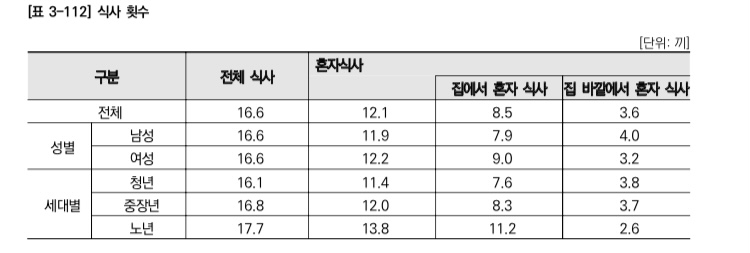 [표 3-112] 식사 횟수
[단위: 끼]
구분 전체 식사 혼자식사
집에서 혼자 식사 집 바깥에서 혼자 식사
전체 16.6 12.1 8.5 3.6
성별 남성 16.6 11.9 7.9 4.0
여성 16.6 12.2 9.0 3.2
세대별 청년 16.1 11.4 7.6 3.8
중장년 16.8 12.0 8.3 3.7
노년 17.7 13.8 11.2 2.6